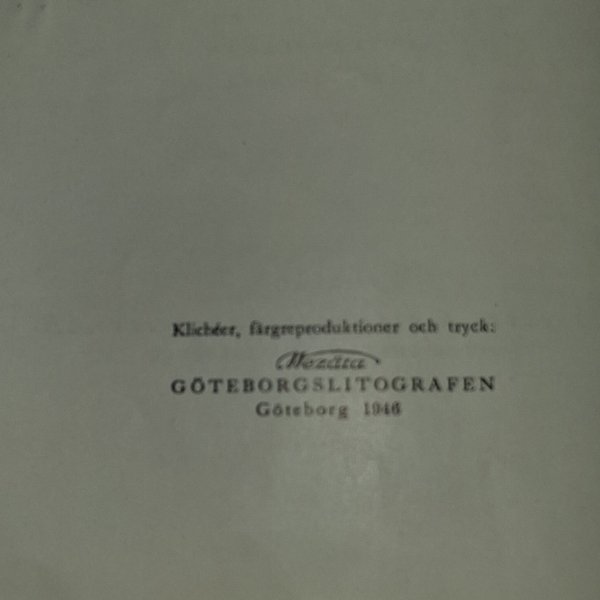 Klichéer, färgreproduktioner och tryck:
Wezäta
GÖTEBORGSLITOGRAFEN
Göteborg 1946